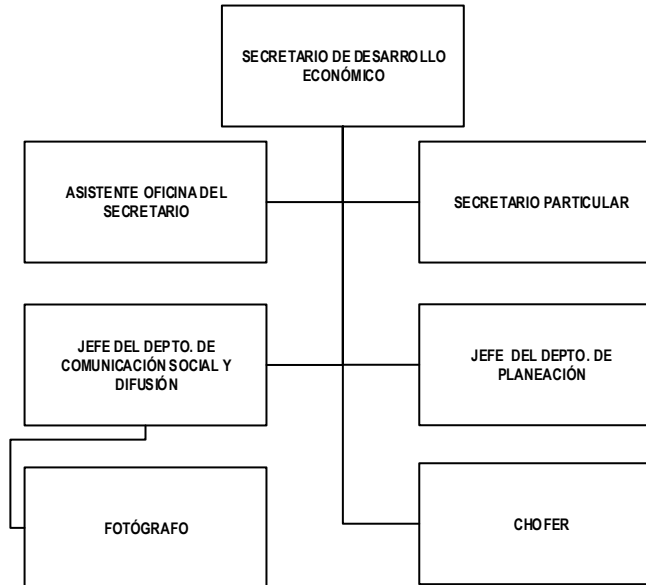 SECRETARIO DE DESARROLLO
ECONÓMICO
ASISTENTE OFICINA DEL
SECRETARIO
SECRETARIO PARTICULAR
JEFE DEL DEPTO. DE
COMUNICACIÓN SOCIAL Y
DIFUSIÓN
JEFE DEL DEPTO. DE
PLANEACIÓN
FOTÓGRAFO
CHOFER